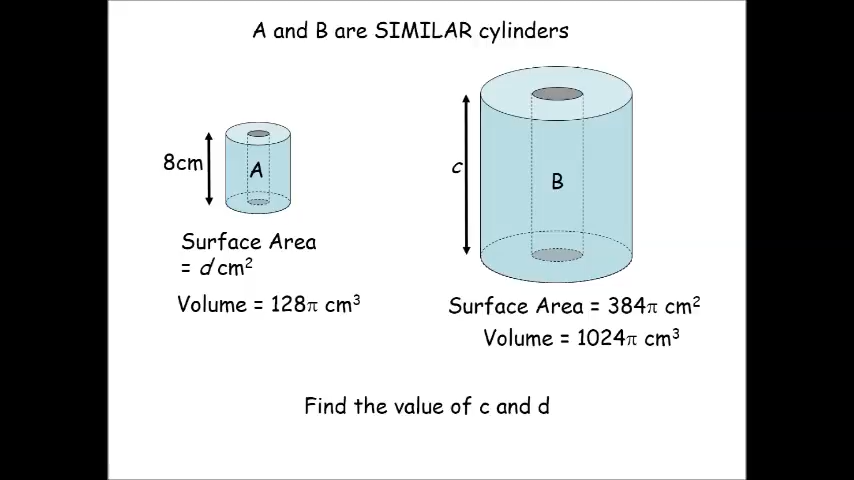 A and B are SIMILAR cylinders
8cm
A
c
B
Surface Area
= d cm²
Volume = 128π cm³
Surface Area = 384π cm²
Volume = 1024π cm³
Find the value of c and d